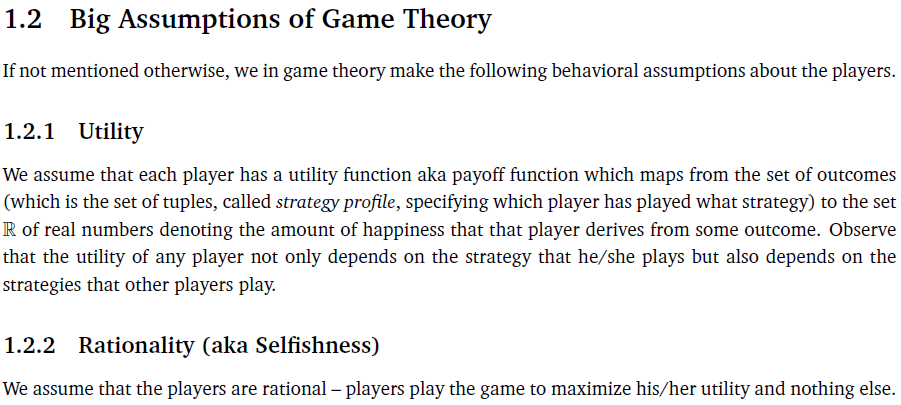 1.2 Big Assumptions of Game Theory
If not mentioned otherwise, we in game theory make the following behavioral assumptions about the players.
1.2.1 Utility
We assume that each player has a utility function aka payoff function which maps from the set of outcomes
(which is the set of tuples, called strategy profile, specifying which player has played what strategy) to the set
ℝ of real numbers denoting the amount of happiness that that player derives from some outcome. Observe
that the utility of any player not only depends on the strategy that he/she plays but also depends on the
strategies that other players play.
1.2.2 Rationality (aka Selfishness)
We assume that the players are rational – players play the game to maximize his/her utility and nothing else.